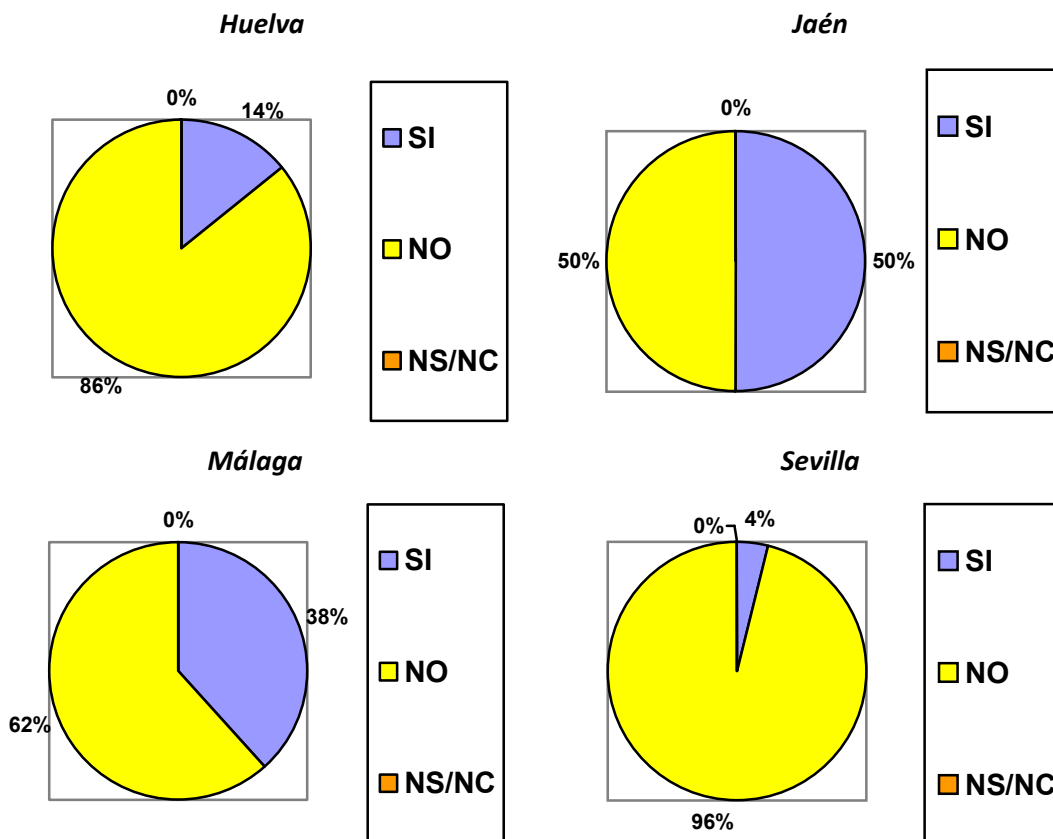 Huelva
0%
14%
86%
SI
NO
NS/NC
Jaén
0%
50%
50%
SI
NO
NS/NC
Málaga
0%
38%
62%
SI
NO
NS/NC
Sevilla
0%
4%
96%
SI
NO
NS/NC